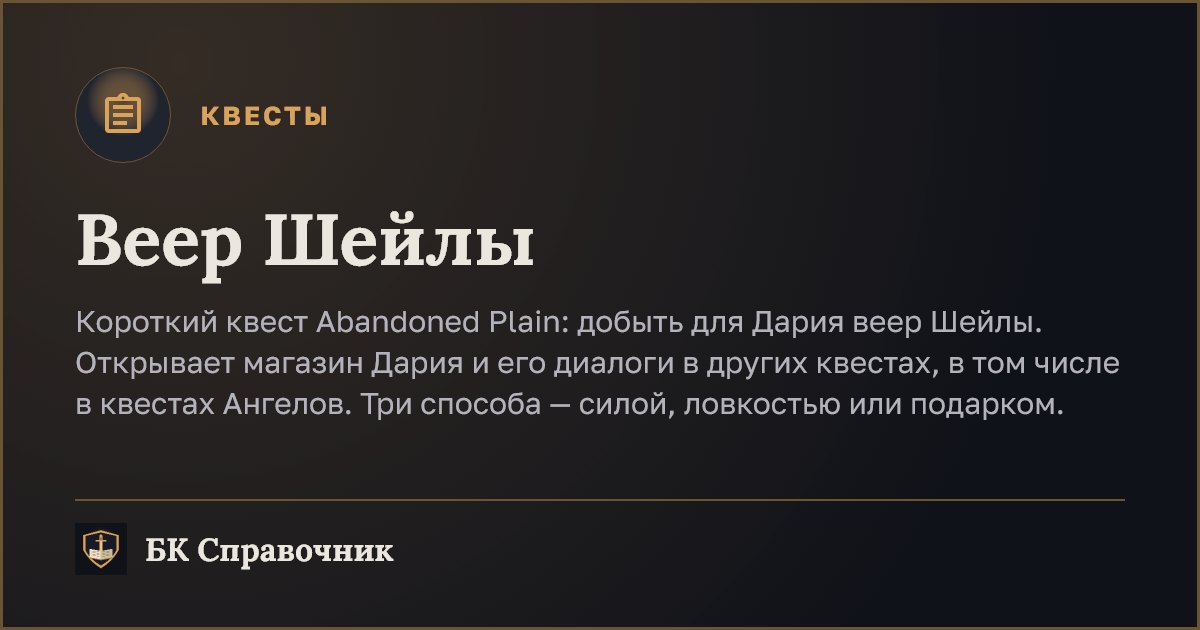 КВЕСТЫ
Веер Шейлы
Короткий квест Abandoned Plain: добыть для Дария веер Шейлы.
Открывает магазин Дария и его диалоги в других квестах, в том числе
в квестах Ангелов. Три способа — силой, ловкостью или подарком.
БК Справочник